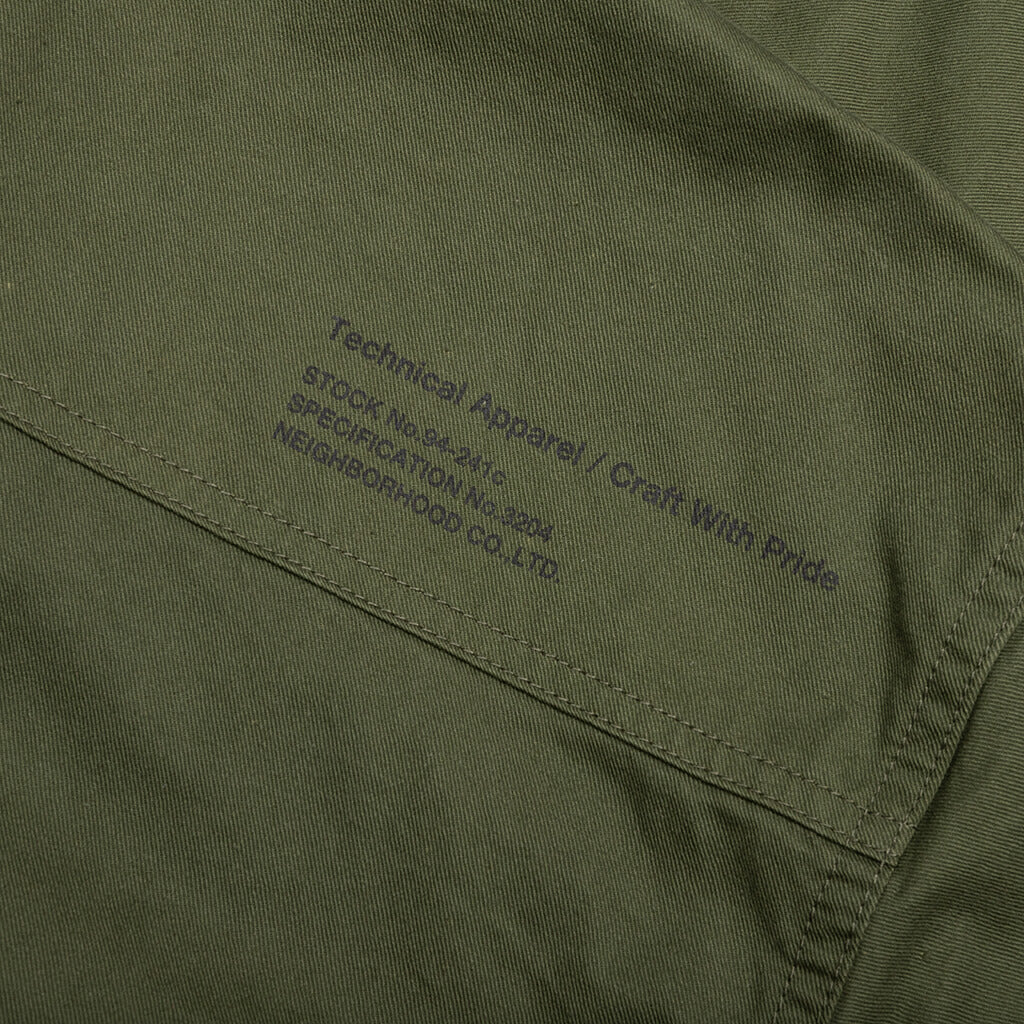 Technical Apparel / Craft With Pride
STOCK No.94-241c
SPECIFICATION No.3204
NEIGHBORHOOD CO.,LTD.